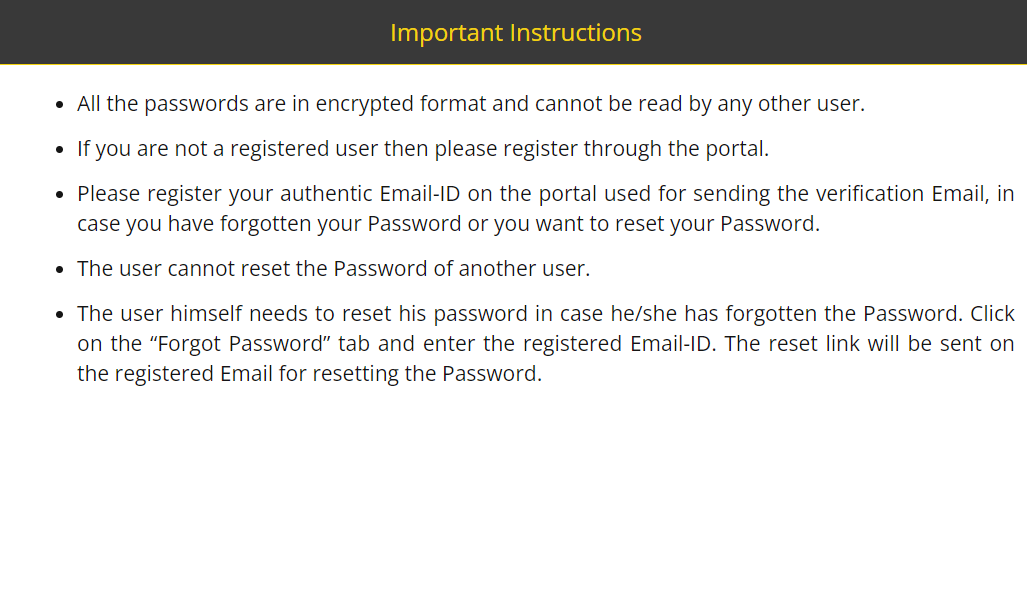 Important Instructions
• All the passwords are in encrypted format and cannot be read by any other user.
• If you are not a registered user then please register through the portal.
• Please register your authentic Email-ID on the portal used for sending the verification Email, in
case you have forgotten your Password or you want to reset your Password.
• The user cannot reset the Password of another user.
• The user himself needs to reset his password in case he/she has forgotten the Password. Click
on the “Forgot Password” tab and enter the registered Email-ID. The reset link will be sent on
the registered Email for resetting the Password.